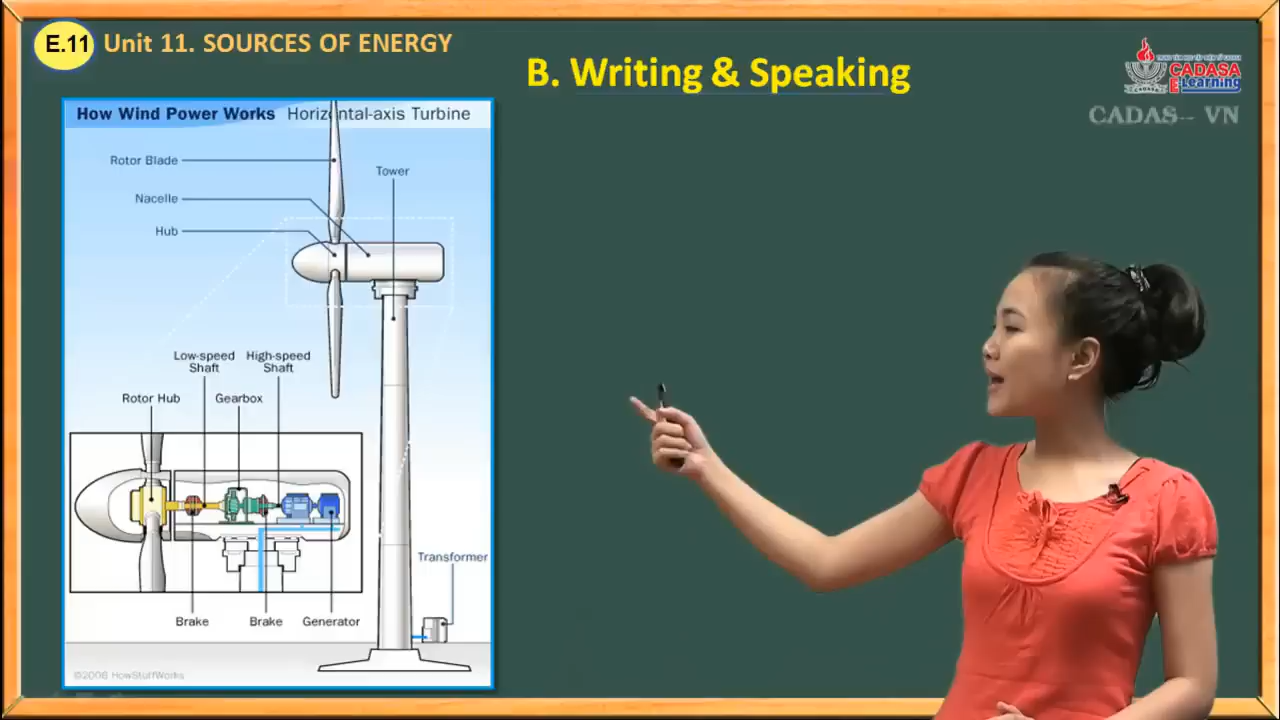 E.11
Unit 11. SOURCES OF ENERGY
B. Writing & Speaking
CADASA
E-Learning
CADAS-- VN
How Wind Power Works Horizontal-axis Turbine
Rotor Blade
Tower
Nacelle
Hub
Low-speed Shaft
High-speed Shaft
Rotor Hub
Gearbox
Transformer
Brake
Brake
Generator
©2006 HowStuffWorks